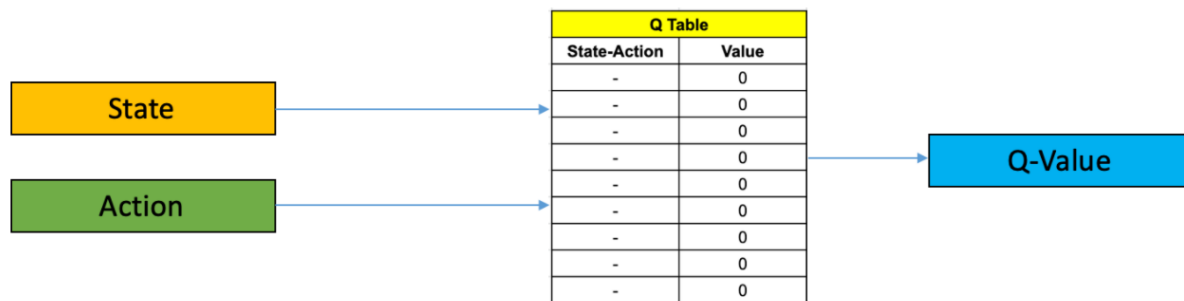 Q Table
State-Action Value
- 0
State
- 0
- 0
- 0
Q-Value
- 0
Action
- 0
- 0
- 0
- 0